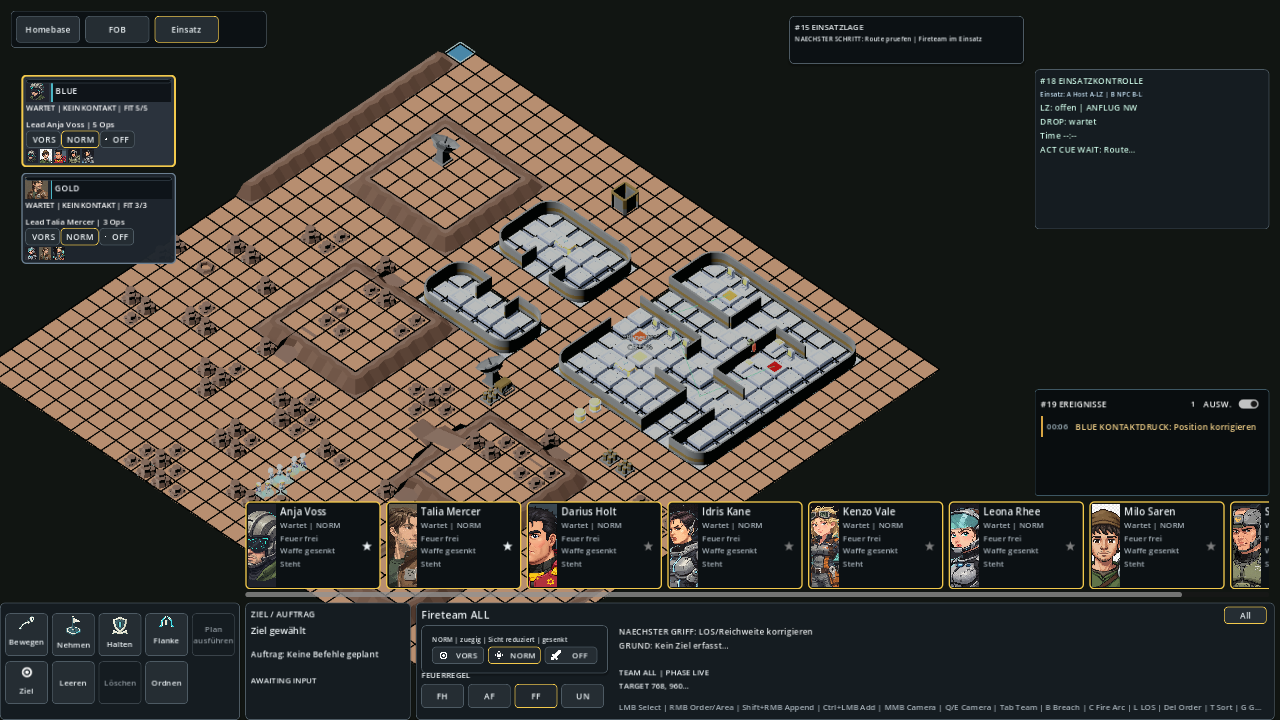 Homebase
FOB
Einsatz
#15 EINSATZLAGE
NAECHSTER SCHRITT: Route pruefen | Fireteam im Einsatz
#18 EINSATZKONTROLLE
Einsatz: A Host A-LZ | B NPC B-L
LZ: offen | ANFLUG NW
DROP: wartet
Time --:--
ACT CUE WAIT: Route...
BLUE
WARTET | KEIN KONTAKT | FIT 5/5
Lead Anja Voss | 5 Ops
VORS
NORM
OFF
GOLD
WARTET | KEIN KONTAKT | FIT 3/3
Lead Talia Mercer | 3 Ops
VORS
NORM
OFF
#19 EREIGNISSE
1
AUSW.
00:06
BLUE KONTAKTDRUCK: Position korrigieren
Anja Voss
Wartet | NORM
Feuer frei
Waffe gesenkt
Steht
Talia Mercer
Wartet | NORM
Feuer frei
Waffe gesenkt
Steht
Darius Holt
Wartet | NORM
Feuer frei
Waffe gesenkt
Steht
Idris Kane
Wartet | NORM
Feuer frei
Waffe gesenkt
Steht
Kenzo Vale
Wartet | NORM
Feuer frei
Waffe gesenkt
Steht
Leona Rhee
Wartet | NORM
Feuer frei
Waffe gesenkt
Steht
Milo Saren
Wartet | NORM
Feuer frei
Waffe gesenkt
Steht
Bewegen
Nehmen
Halten
Flanke
Plan
ausführen
Ziel
Leeren
Löschen
Ordnen
ZIEL / AUFTRAG
Ziel gewählt
Auftrag: Keine Befehle geplant
AWAITING INPUT
Fireteam ALL
All
NORM | zuegig | Sicht reduziert | gesenkt
VORS
NORM
OFF
FEUERREGEL
FH
AF
FF
UN
NAECHSTER GRIFF: LOS/Reichweite korrigieren
GRUND: Kein Ziel erfasst...
TEAM ALL | PHASE LIVE
TARGET 768, 960...
LMB Select | RMB Order/Area | Shift+RMB Append | Ctrl+LMB Add | MMB Camera | Q/E Camera | Tab Team | B Breach | C Fire Arc | L LOS | Del Order | T Sort | G G...